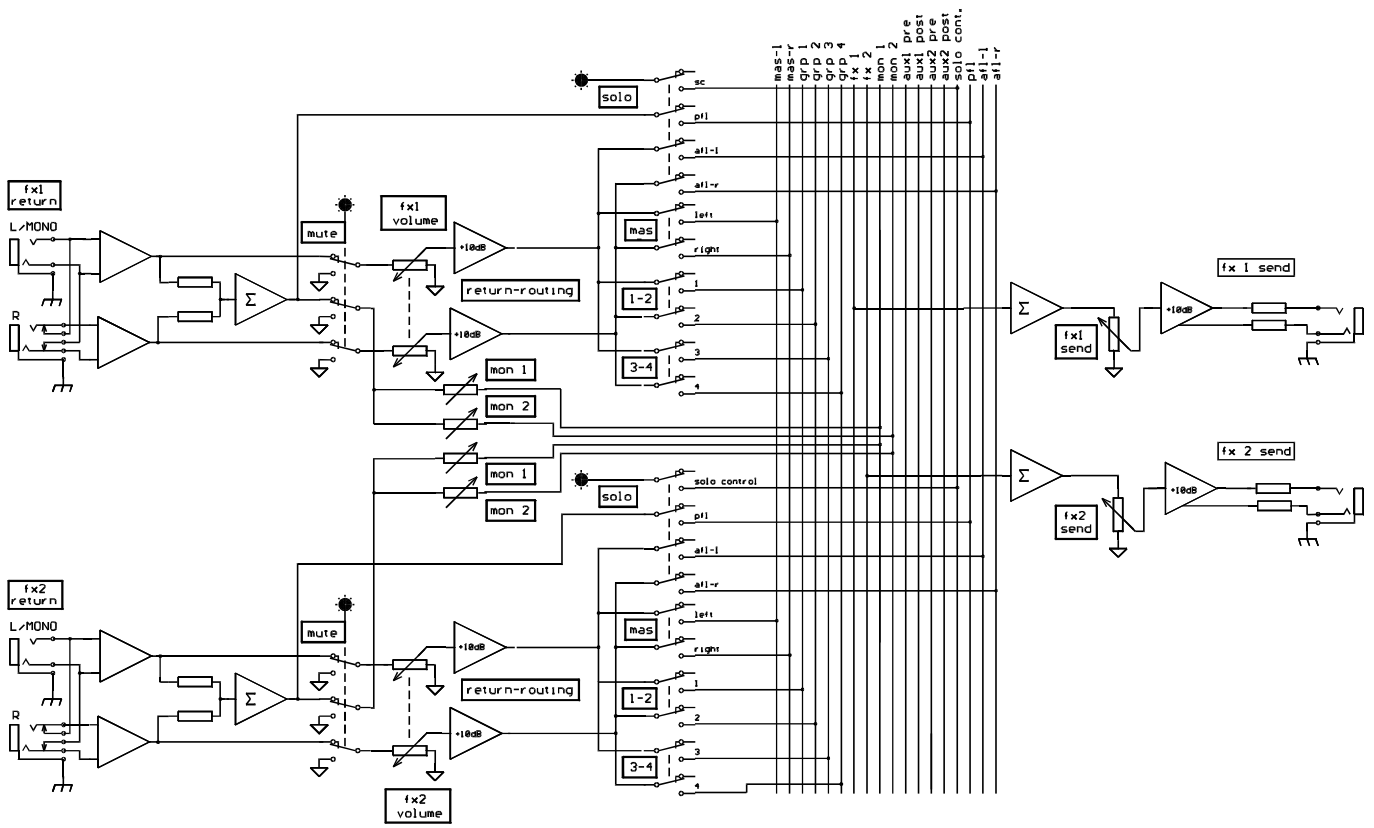 mas-l
mas-r
grp 1
grp 2
grp 3
grp 4
fx 1
fx 2
mon 1
mon 2
aux1 pre
aux1 post
aux2 pre
aux2 post
solo cont.
pfl
afl-l
afl-r
solo
sc
pfl
afl-l
afl-r
fx1
return
L/MONO
R
Σ
mute
fx1
volume
+10dB
return-routing
+10dB
mas
left
right
1-2
1
2
3-4
3
4
mon 1
mon 2
mon 1
mon 2
fx 1 send
Σ
fx1
send
+10dB
fx 2 send
Σ
fx2
send
+10dB
solo
solo control
pfl
afl-l
afl-r
fx2
return
L/MONO
R
Σ
mute
+10dB
return-routing
+10dB
fx2
volume
mas
left
right
1-2
1
2
3-4
3
4